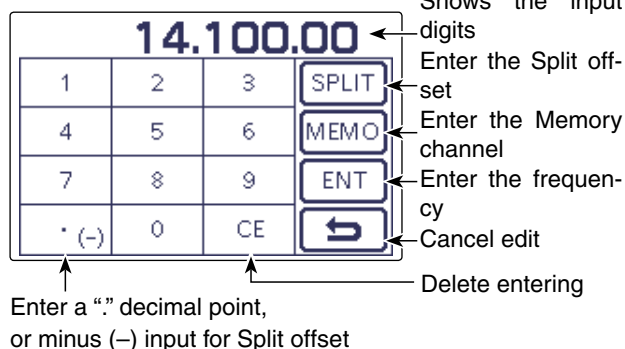 Shows the input
digits
14.100.00
Enter the Split off-
set
1 2 3 SPLIT
Enter the Memory
channel
4 5 6 MEMO
Enter the frequen-
cy
7 8 9 ENT
Cancel edit
. (–) 0 CE
Delete entering
Enter a “.” decimal point,
or minus (–) input for Split offset